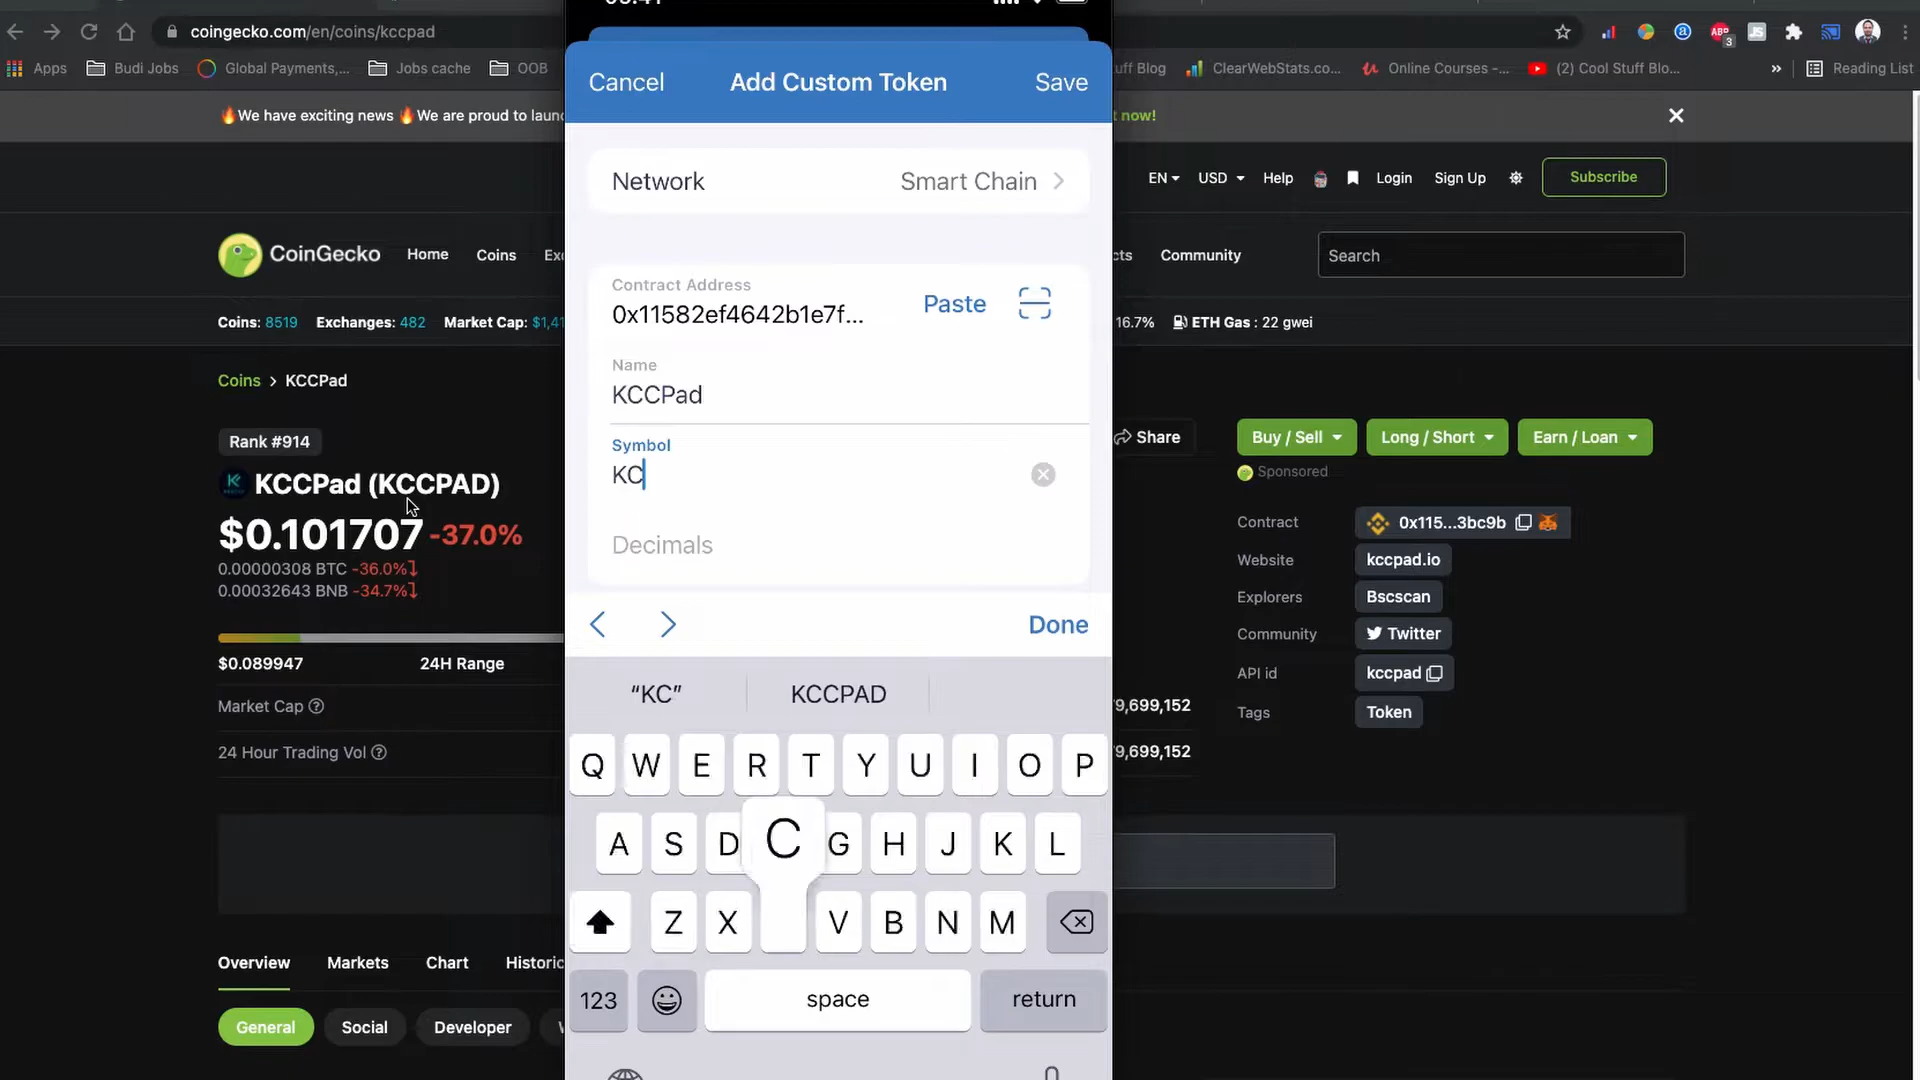 coingecko.com/en/coins/kccpad
Apps
Budi Jobs
Global Payments,...
Jobs cache
OOB
uff Blog
ClearWebStats.co...
Online Courses –...
(2) Cool Stuff Blo...
»
Reading List
ABP
3
JS
🔥We have exciting news 🔥We are proud to laun
t now!
Cancel
Add Custom Token
Save
Network
Smart Chain
Contract Address
0x11582ef4642b1e7f...
Paste
Name
KCCPad
Symbol
KC
Decimals
Done
“KC”
KCCPAD
Q W E R T Y U I O P
A S D C G H J K L
Z X V B N M
123
space
return
EN
USD
Help
Login
Sign Up
Subscribe
CoinGecko
Home
Coins
Exc
cts
Community
Search
Coins: 8519
Exchanges: 482
Market Cap: $1,41
16.7%
ETH Gas : 22 gwei
Coins > KCCPad
Rank #914
KCCPad (KCCPAD)
$0.101707 -37.0%
0.00000308 BTC -36.0%
0.00032643 BNB -34.7%
$0.089947
24H Range
Market Cap
9,699,152
24 Hour Trading Vol
9,699,152
Share
Buy / Sell
Long / Short
Earn / Loan
Sponsored
Contract
0x115...3bc9b
Website
kccpad.io
Explorers
Bscscan
Community
Twitter
API id
kccpad
Tags
Token
Overview
Markets
Chart
Historic
General
Social
Developer